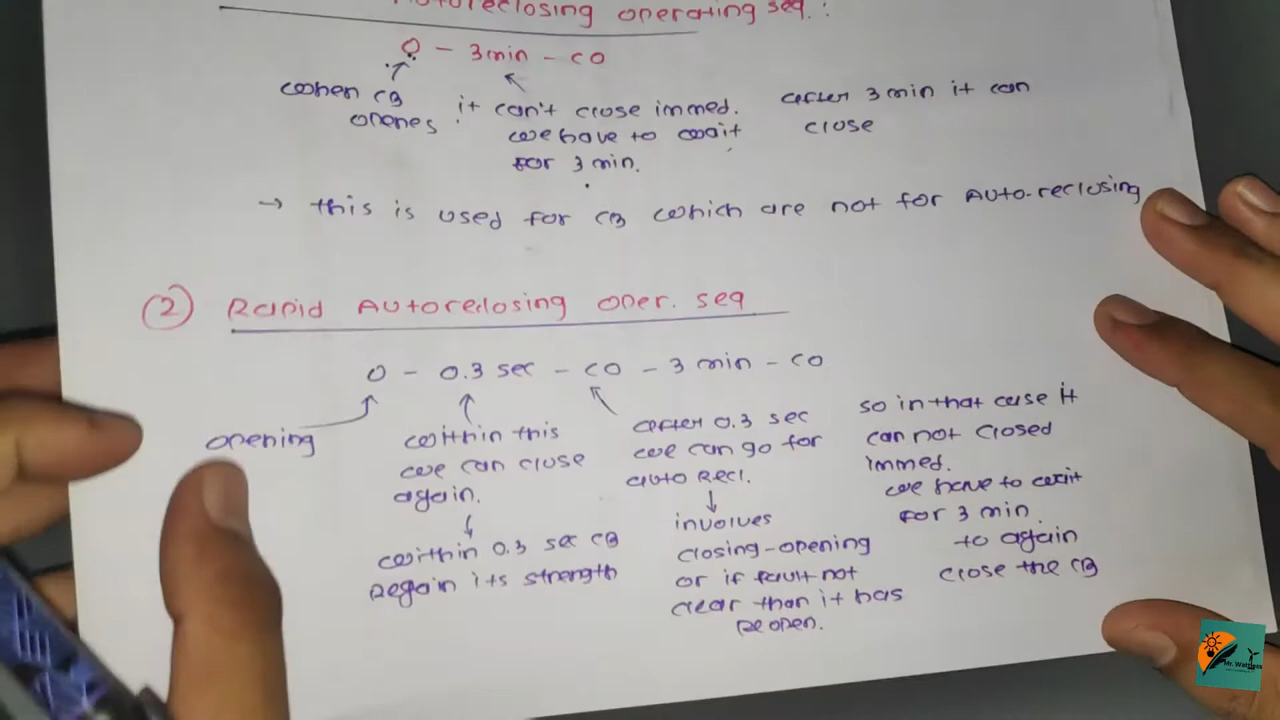 Autoreclosing operating seq. :
O - 3min - CO
when CB
openes
it can't close immed.
we have to wait
for 3 min.
after 3 min it can
close
→ this is used for CB which are not for Auto-reclosing
② Rapid Autoreclosing oper. seq
O - 0.3 sec - CO - 3 min - CO
opening
within this
we can close
again.
↓
within 0.3 sec CB
Regain its strength
after 0.3 sec
we can go for
auto Recl.
↓
involves
closing-opening
or if fault not
clear than it has
Reopen.
so in that case it
can not closed
immed.
we have to wait
for 3 min.
to again
close the CB